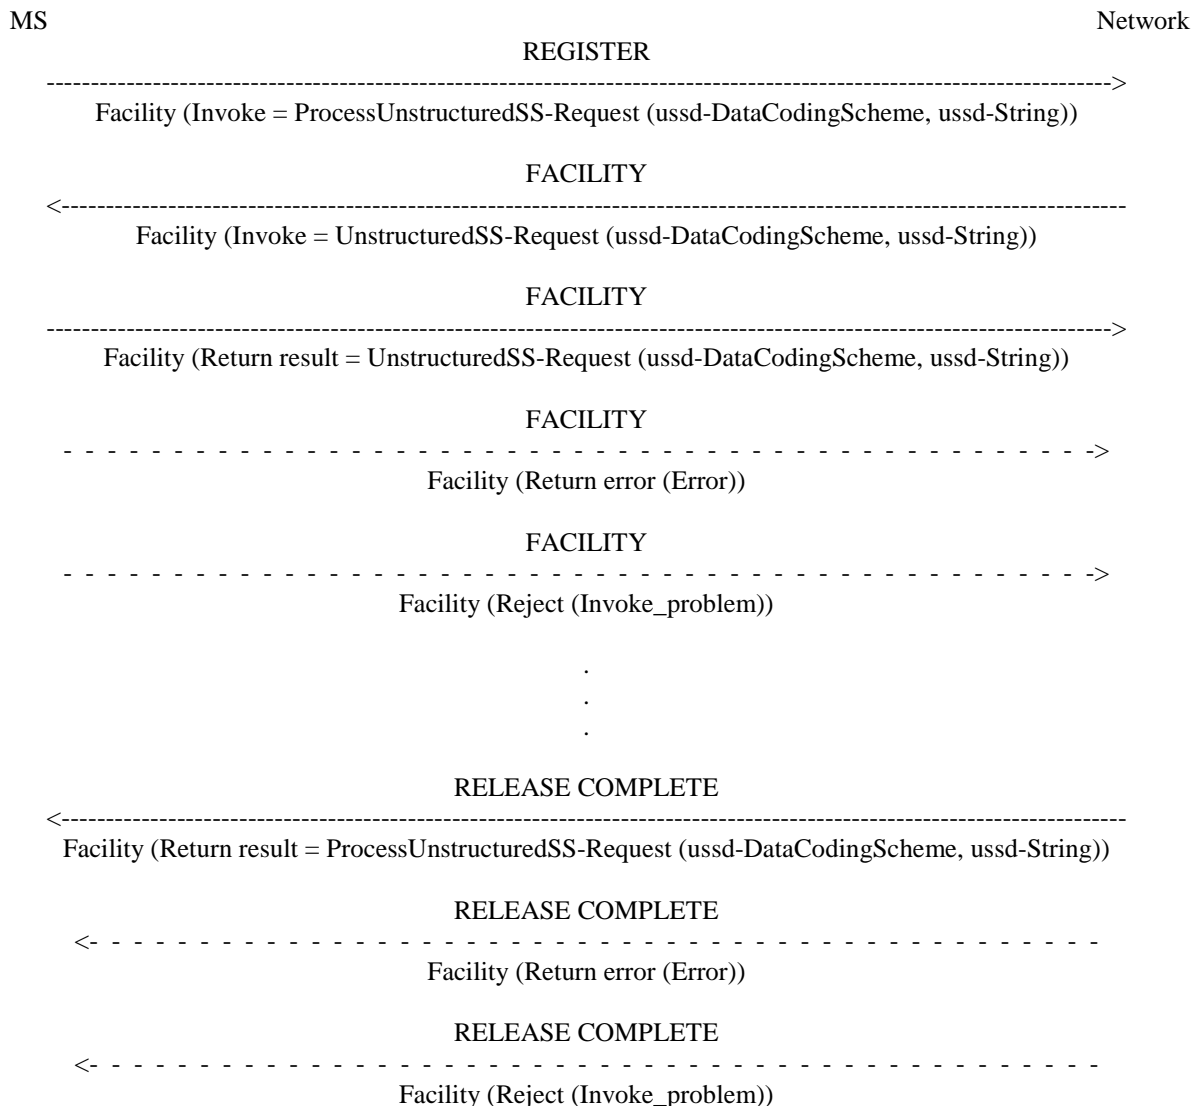 MS Network
REGISTER
------------------------------------------------------------------------------------------------------------------------->
Facility (Invoke = ProcessUnstructuredSS-Request (ussd-DataCodingScheme, ussd-String))
FACILITY
<-------------------------------------------------------------------------------------------------------------------------
Facility (Invoke = UnstructuredSS-Request (ussd-DataCodingScheme, ussd-String))
FACILITY
------------------------------------------------------------------------------------------------------------------------->
Facility (Return result = UnstructuredSS-Request (ussd-DataCodingScheme, ussd-String))
FACILITY
- - - - - - - - - - - - - - - - - - - - - - - - - - - - - - - - - - - - - - - - - - - - - - - ->
Facility (Return error (Error))
FACILITY
- - - - - - - - - - - - - - - - - - - - - - - - - - - - - - - - - - - - - - - - - - - - - - - ->
Facility (Reject (Invoke_problem))
.
.
.
RELEASE COMPLETE
<-------------------------------------------------------------------------------------------------------------------------
Facility (Return result = ProcessUnstructuredSS-Request (ussd-DataCodingScheme, ussd-String))
RELEASE COMPLETE
<- - - - - - - - - - - - - - - - - - - - - - - - - - - - - - - - - - - - - - - - - - - - - - -
Facility (Return error (Error))
RELEASE COMPLETE
<- - - - - - - - - - - - - - - - - - - - - - - - - - - - - - - - - - - - - - - - - - - - - - -
Facility (Reject (Invoke_problem))